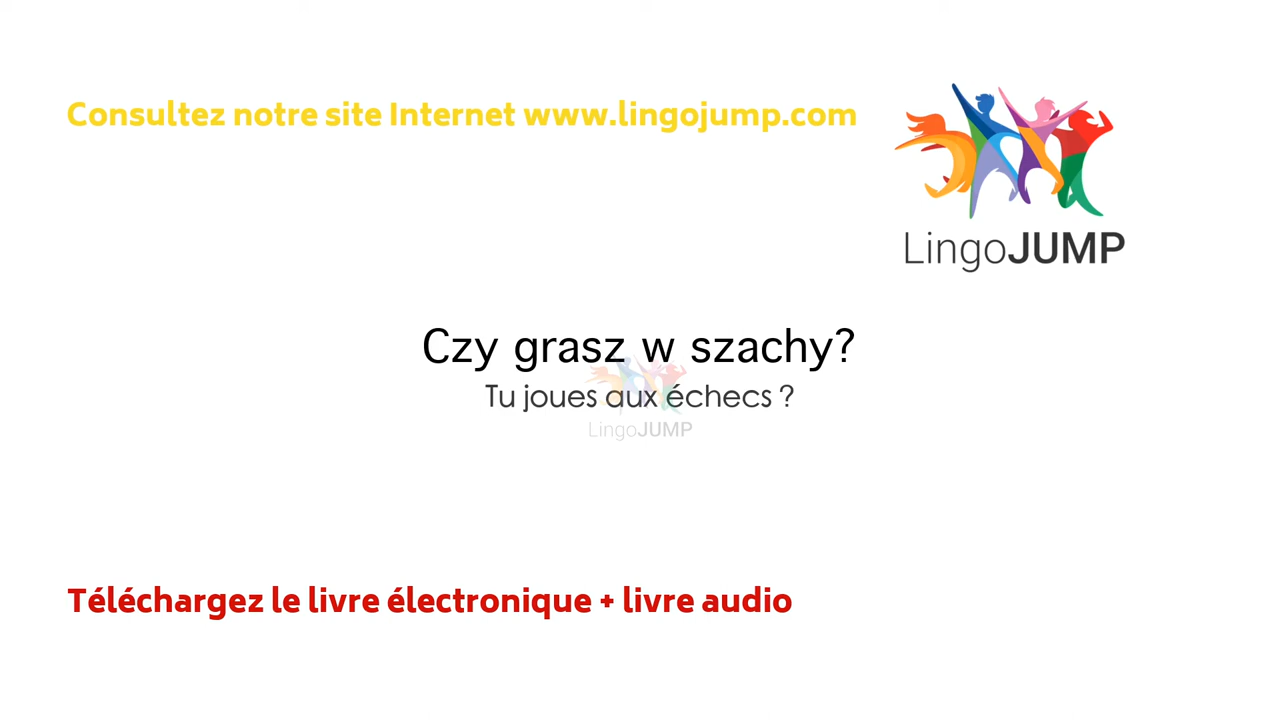 Consultez notre site Internet www.lingojump.com
LingoJUMP
Czy grasz w szachy?
Tu joues aux échecs ?
LingoJUMP
Téléchargez le livre électronique + livre audio